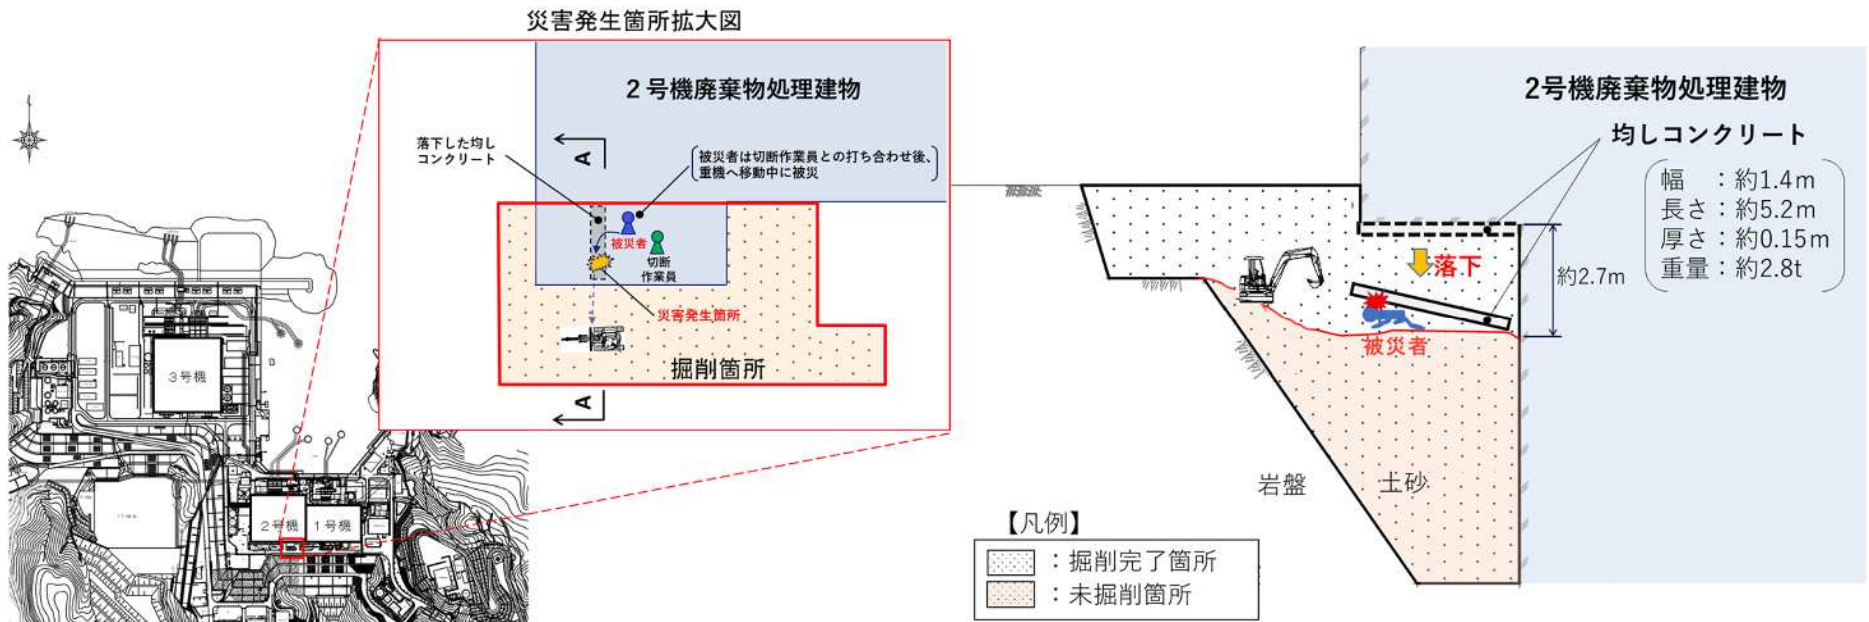 災害発生箇所拡大図
2号機廃棄物処理建物
落下した均し
コンクリート
A
被災者は切断作業員との打ち合わせ後、
重機へ移動中に被災
被災者
切断
作業員
災害発生箇所
掘削箇所
A
3号機
2号機
1号機
2号機廃棄物処理建物
均しコンクリート
幅　：約1.4m
長さ：約5.2m
厚さ：約0.15m
重量：約2.8t
落下
約2.7m
被災者
岩盤
土砂
【凡例】
：掘削完了箇所
：未掘削箇所